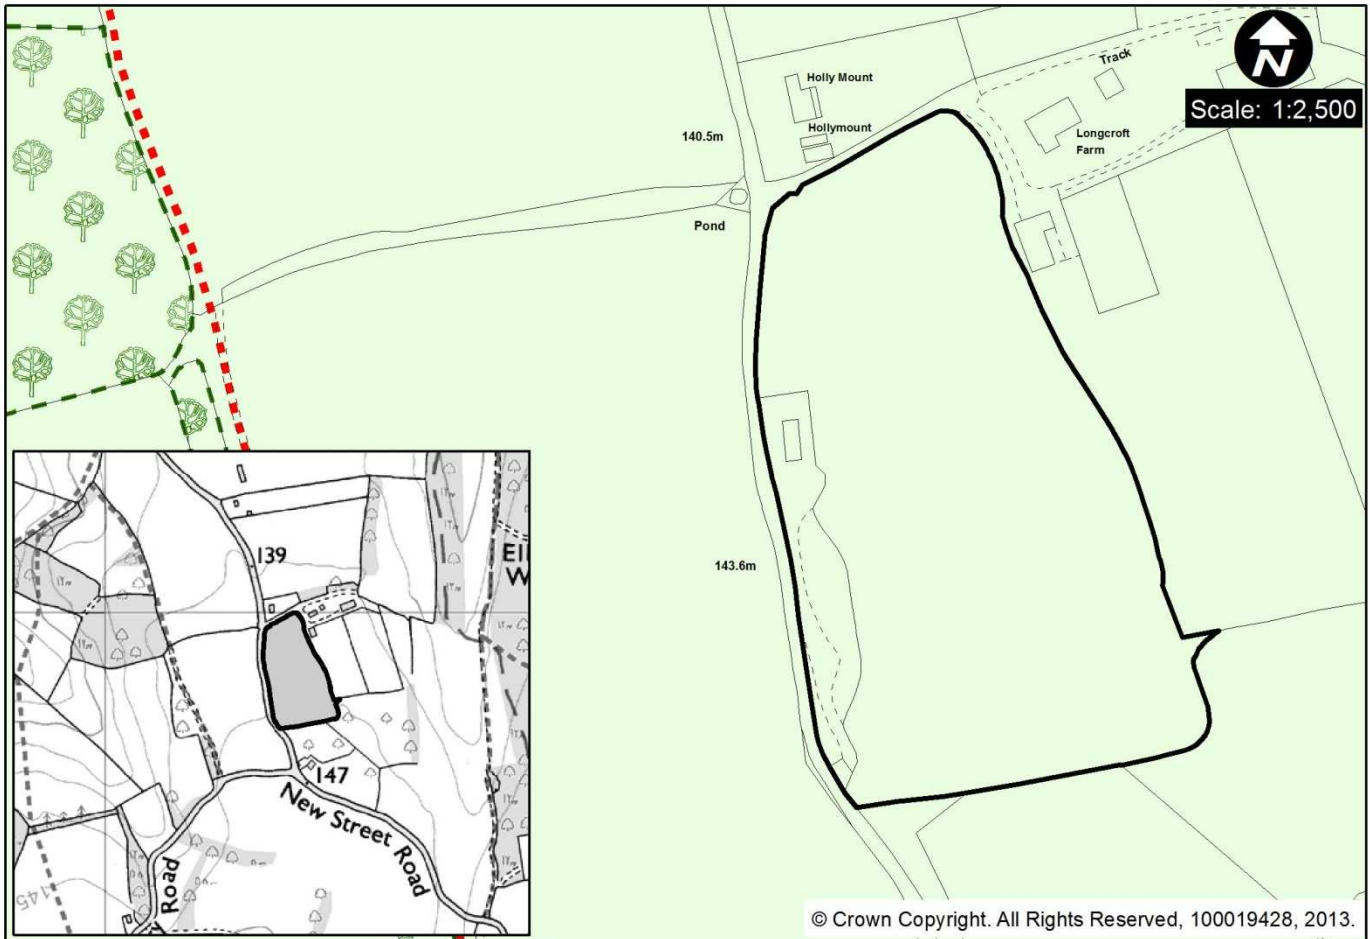 Track
N
Scale: 1:2,500
Holly Mount
140.5m
Hollymount
Longcroft
Farm
Pond
143.6m
139
147
New Street Road
Road
145
© Crown Copyright. All Rights Reserved, 100019428, 2013.